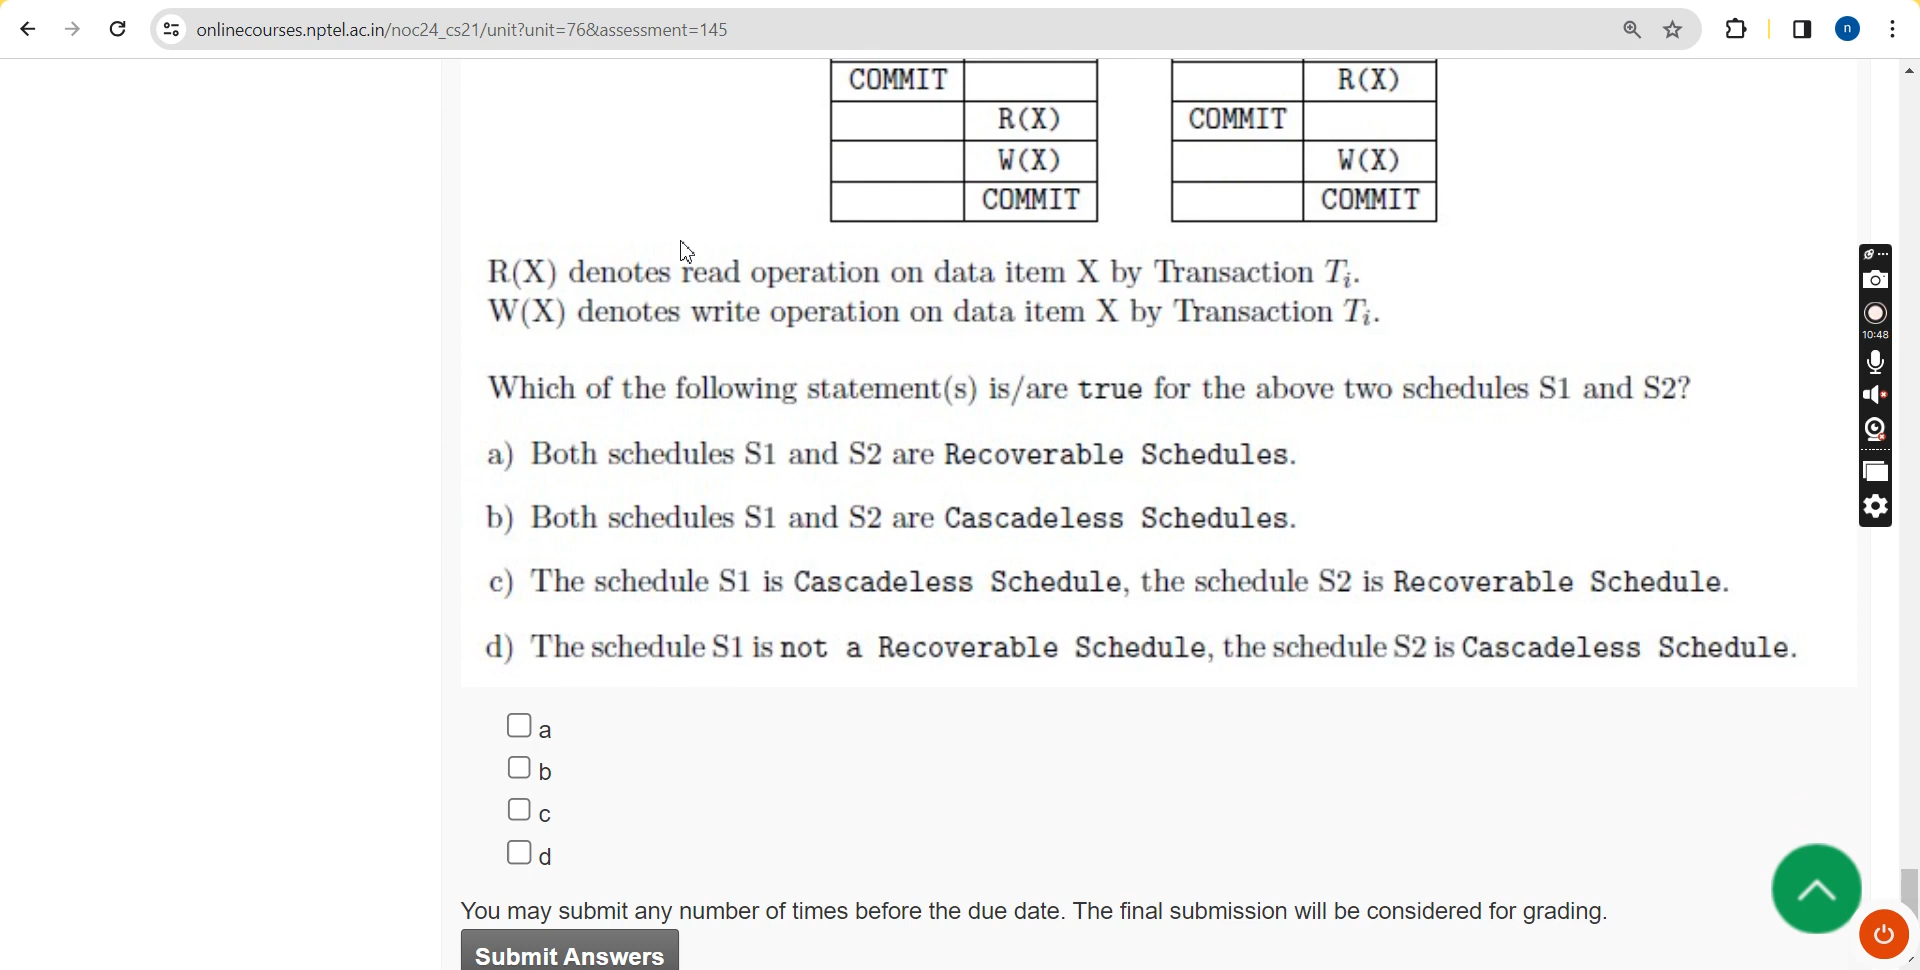 onlinecourses.nptel.ac.in/noc24_cs21/unit?unit=76&assessment=145
n
COMMIT R(X)
R(X) COMMIT
W(X) W(X)
COMMIT COMMIT
R(X) denotes read operation on data item X by Transaction Ti.
W(X) denotes write operation on data item X by Transaction Ti.
Which of the following statement(s) is/are true for the above two schedules S1 and S2?
a) Both schedules S1 and S2 are Recoverable Schedules.
b) Both schedules S1 and S2 are Cascadeless Schedules.
c) The schedule S1 is Cascadeless Schedule, the schedule S2 is Recoverable Schedule.
d) The schedule S1 is not a Recoverable Schedule, the schedule S2 is Cascadeless Schedule.
a
b
c
d
You may submit any number of times before the due date. The final submission will be considered for grading.
Submit Answers
10:48